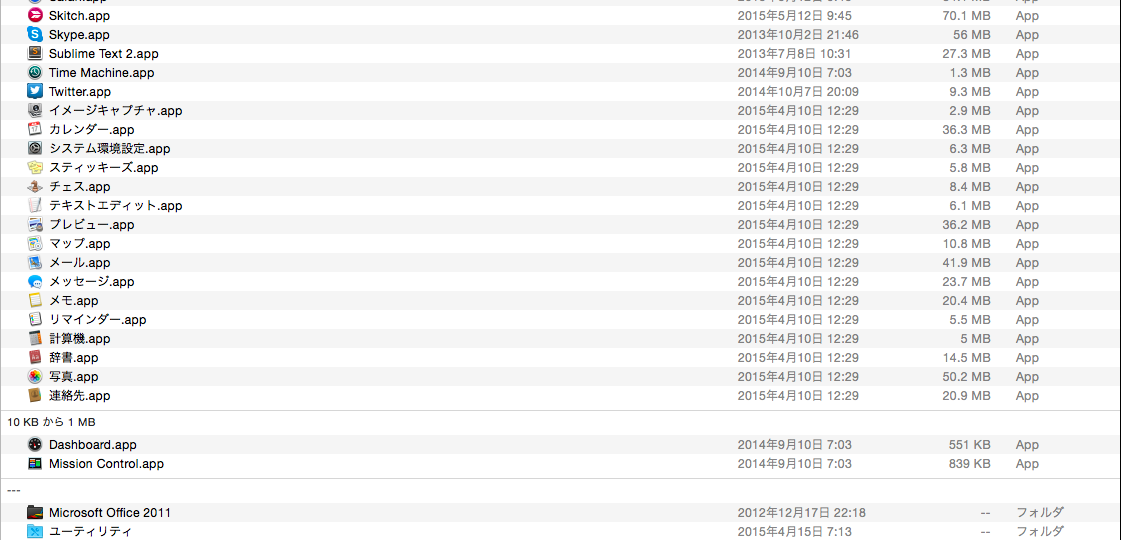 Skitch.app 2015年5月12日 9:45 70.1 MB App
Skype.app 2013年10月2日 21:46 56 MB App
Sublime Text 2.app 2013年7月8日 10:31 27.3 MB App
Time Machine.app 2014年9月10日 7:03 1.3 MB App
Twitter.app 2014年10月7日 20:09 9.3 MB App
イメージキャプチャ.app 2015年4月10日 12:29 2.9 MB App
カレンダー.app 2015年4月10日 12:29 36.3 MB App
システム環境設定.app 2015年4月10日 12:29 6.3 MB App
スティッキーズ.app 2015年4月10日 12:29 5.8 MB App
チェス.app 2015年4月10日 12:29 8.4 MB App
テキストエディット.app 2015年4月10日 12:29 6.1 MB App
プレビュー.app 2015年4月10日 12:29 36.2 MB App
マップ.app 2015年4月10日 12:29 10.8 MB App
メール.app 2015年4月10日 12:29 41.9 MB App
メッセージ.app 2015年4月10日 12:29 23.7 MB App
メモ.app 2015年4月10日 12:29 20.4 MB App
リマインダー.app 2015年4月10日 12:29 5.5 MB App
計算機.app 2015年4月10日 12:29 5 MB App
辞書.app 2015年4月10日 12:29 14.5 MB App
写真.app 2015年4月10日 12:29 50.2 MB App
連絡先.app 2015年4月10日 12:29 20.9 MB App
10 KB から 1 MB
Dashboard.app 2014年9月10日 7:03 551 KB App
Mission Control.app 2014年9月10日 7:03 839 KB App
---
Microsoft Office 2011 2012年12月17日 22:18 -- フォルダ
ユーティリティ 2015年4月15日 7:13 -- フォルダ